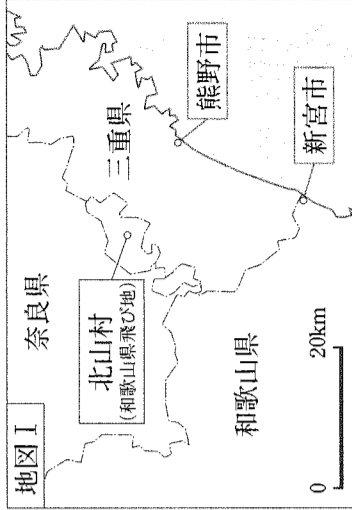 地図Ⅰ
奈良県
三重県
北山村
(和歌山県飛び地)
熊野市
新宮市
和歌山県
0 20km